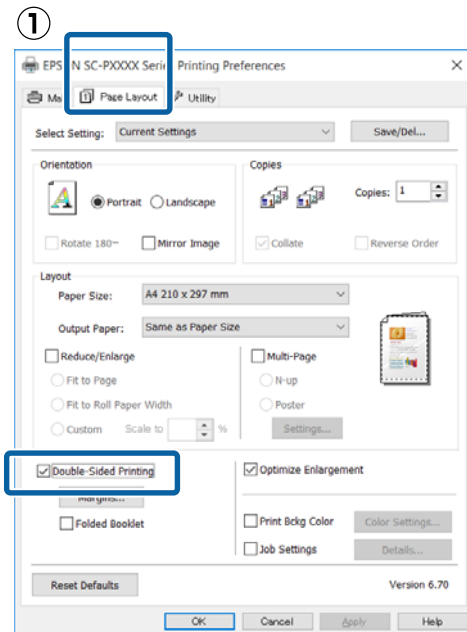 ①
EPS N SC-PXXXX Serie Printing Preferences
Ma Page Layout Utility
Select Setting: Current Settings Save/Del...
Orientation Copies
Portrait Landscape Copies: 1
Rotate 180° Mirror Image Collate Reverse Order
Layout
Paper Size: A4 210 x 297 mm
Output Paper: Same as Paper Size
Reduce/Enlarge Multi-Page
Fit to Page N-up
Fit to Roll Paper Width Poster
Custom Scale to % Settings...
Double-Sided Printing Optimize Enlargement
Margins...
Folded Booklet Print Bckg Color Color Settings...
Job Settings Details...
Reset Defaults Version 6.70
OK Cancel Apply Help